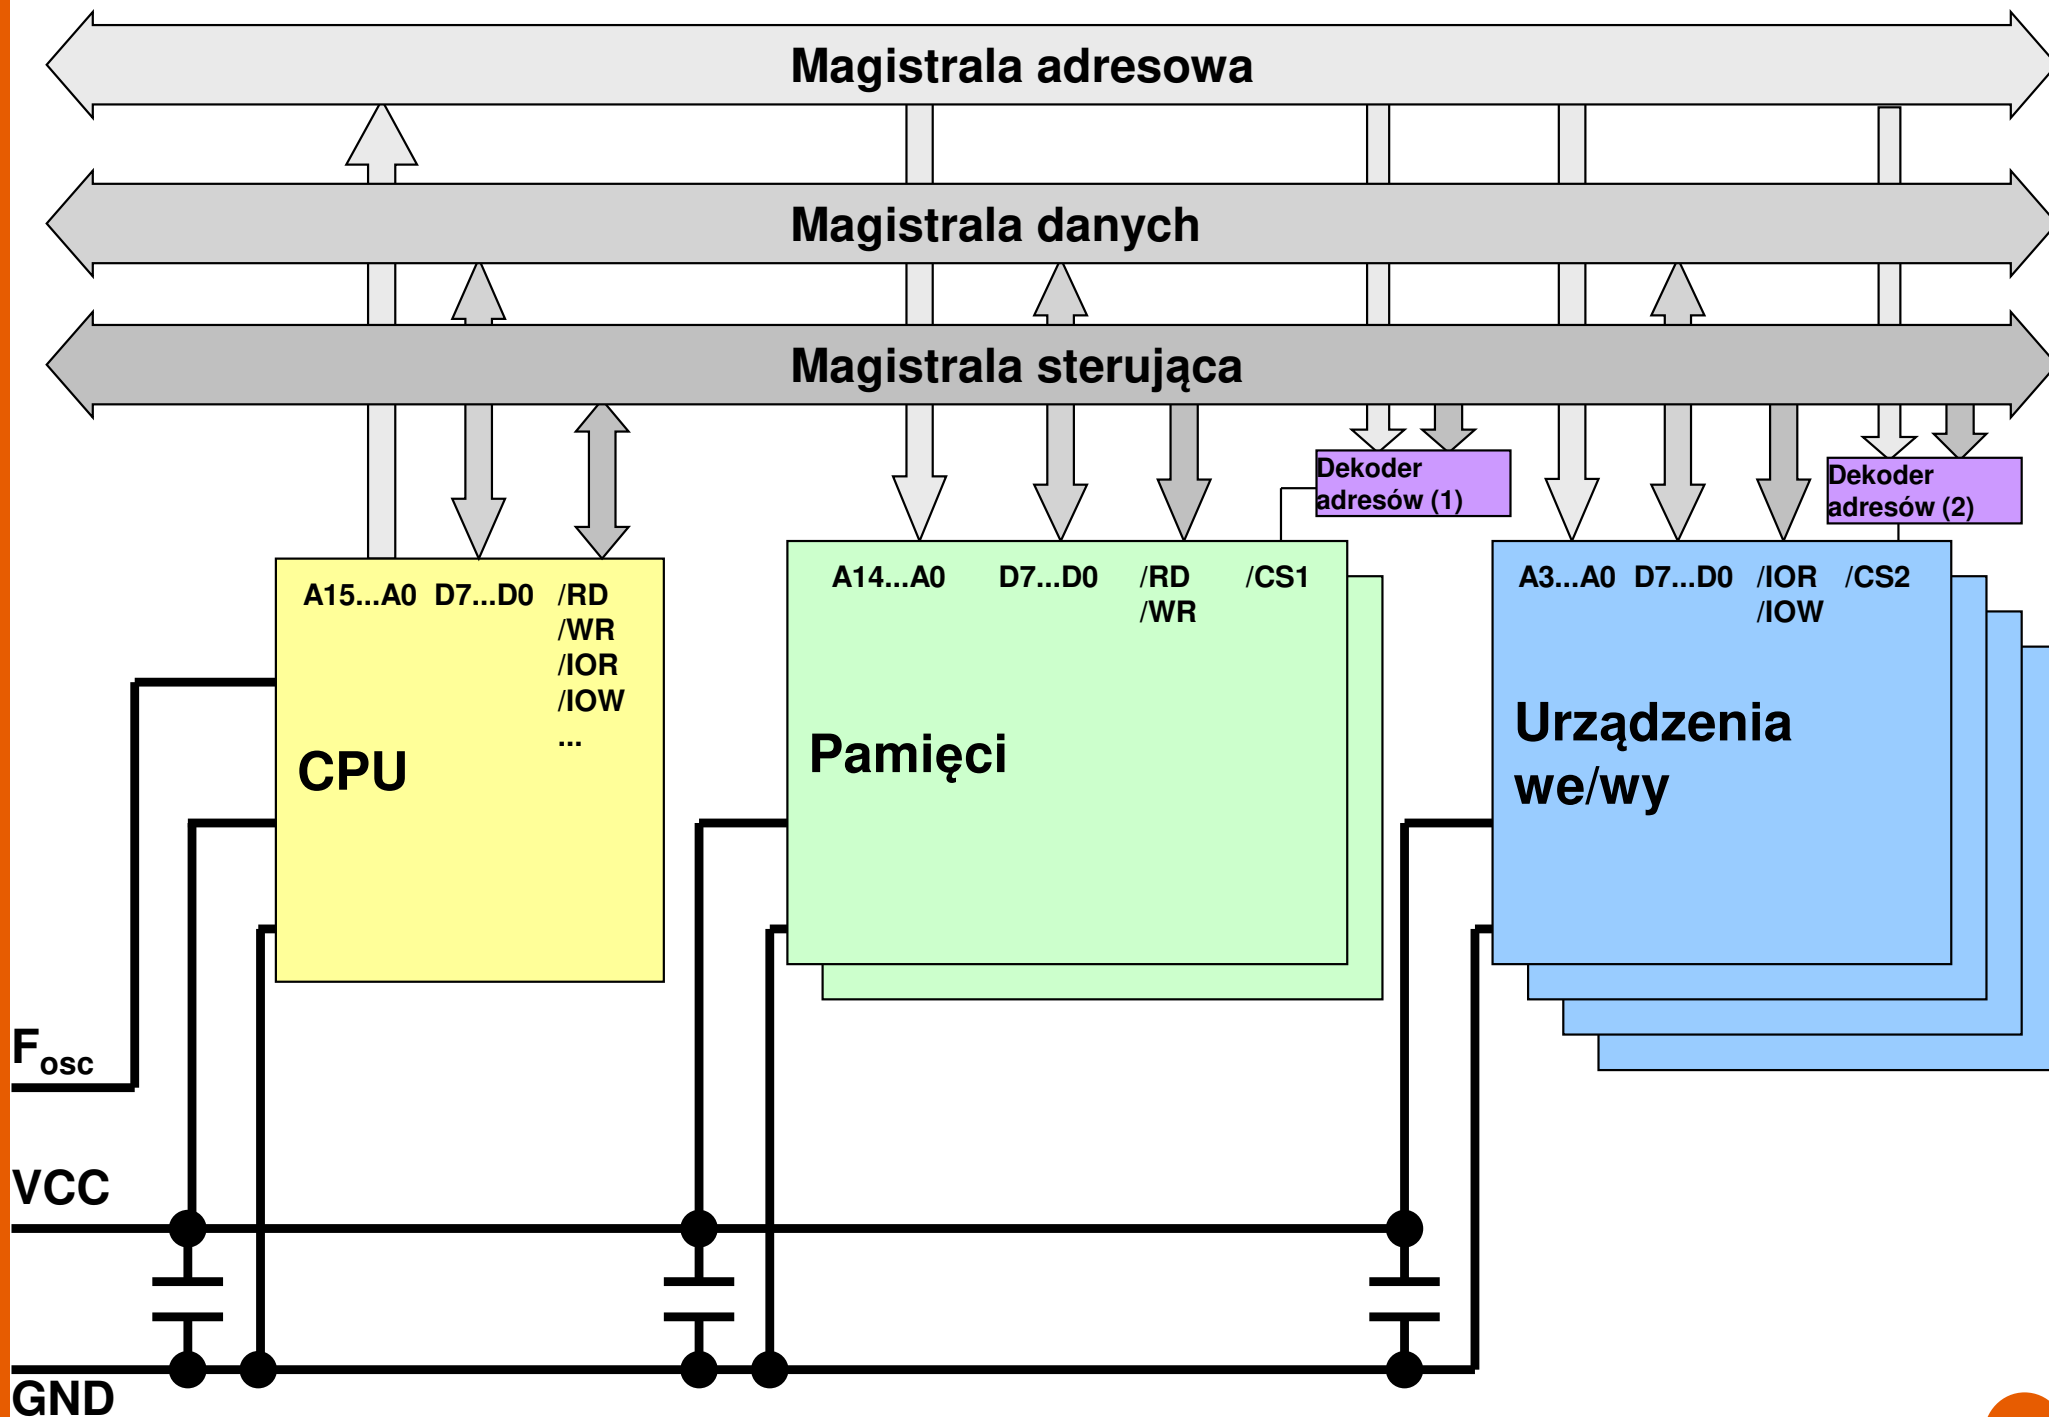 Magistrala adresowa
Magistrala danych
Magistrala sterująca
Dekoder
adresów (1)
Dekoder
adresów (2)
A15...A0 D7...D0 /RD
/WR
/IOR
/IOW
...
CPU
A14...A0 D7...D0 /RD /CS1
/WR
Pamięci
A3...A0 D7...D0 /IOR /CS2
/IOW
Urządzenia
we/wy
Fosc
VCC
GND